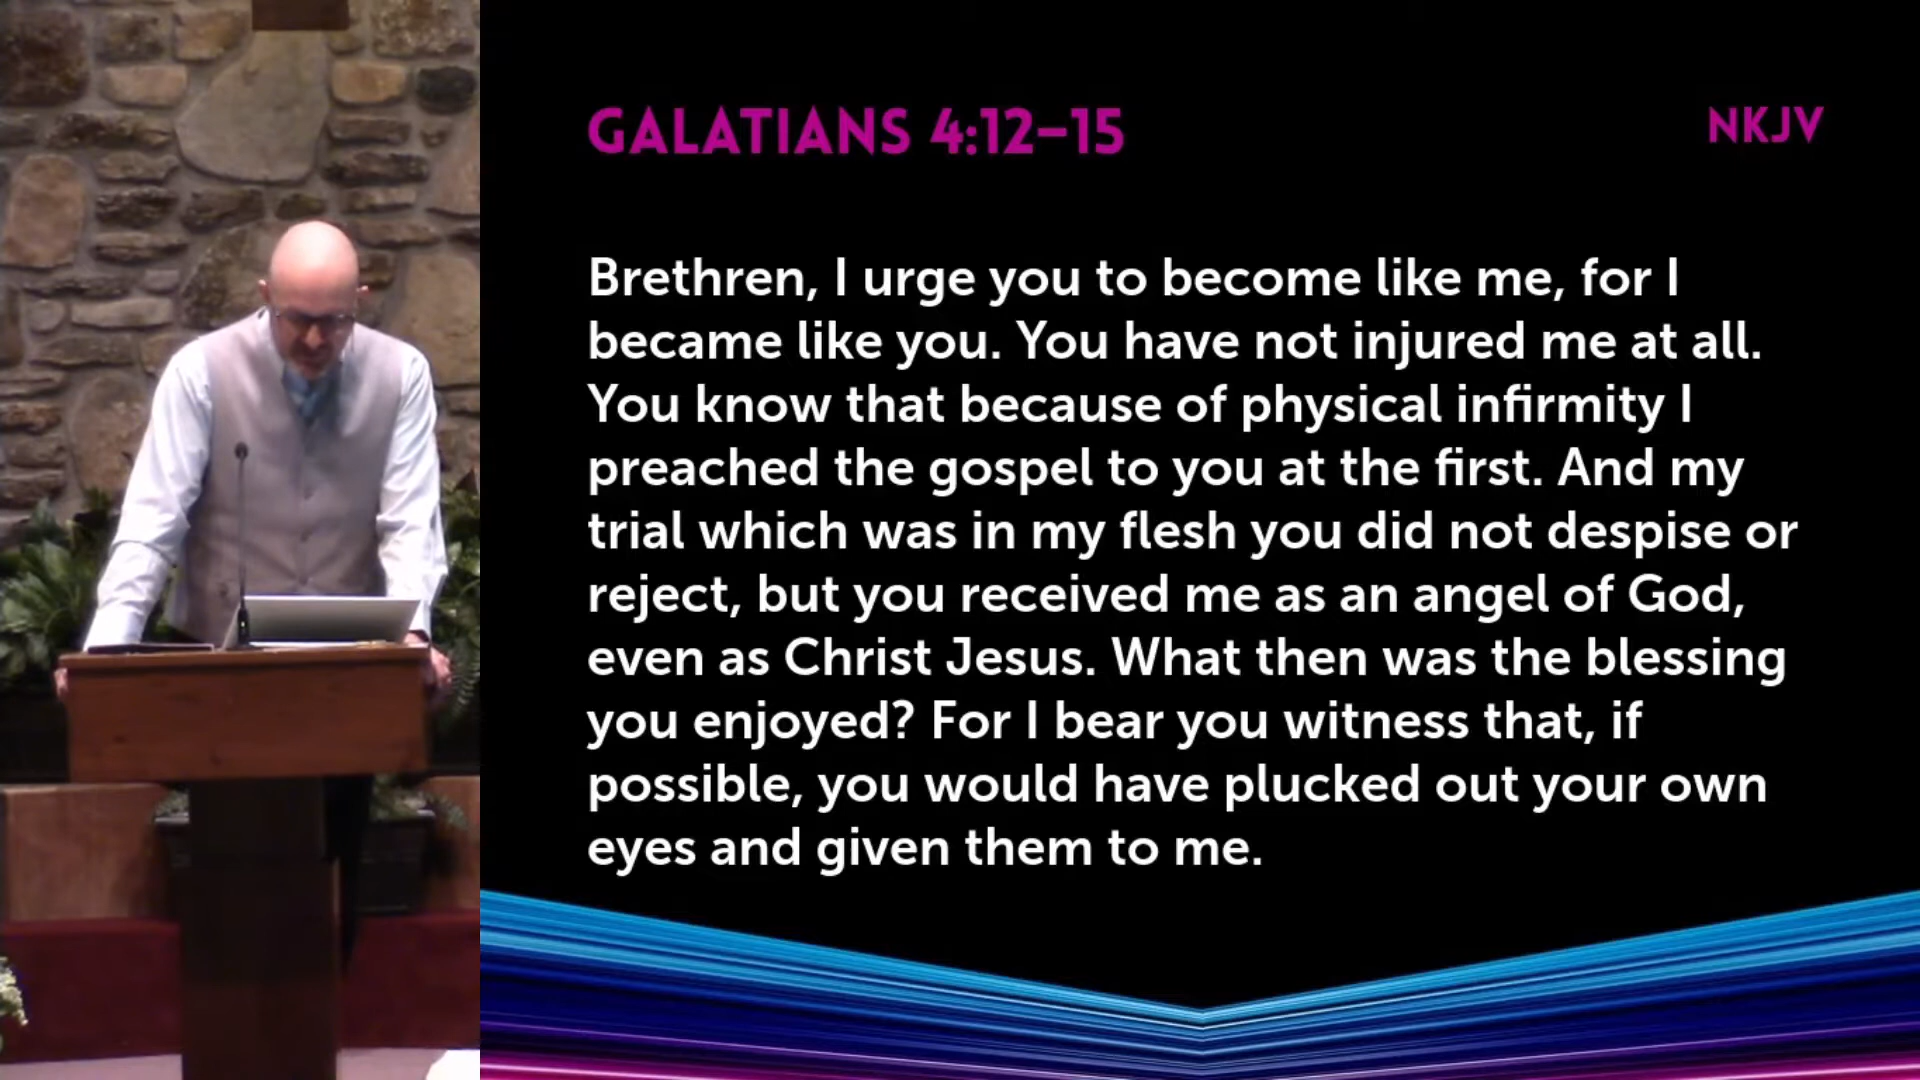 GALATIANS 4:12–15
NKJV
Brethren, I urge you to become like me, for I
became like you. You have not injured me at all.
You know that because of physical infirmity I
preached the gospel to you at the first. And my
trial which was in my flesh you did not despise or
reject, but you received me as an angel of God,
even as Christ Jesus. What then was the blessing
you enjoyed? For I bear you witness that, if
possible, you would have plucked out your own
eyes and given them to me.